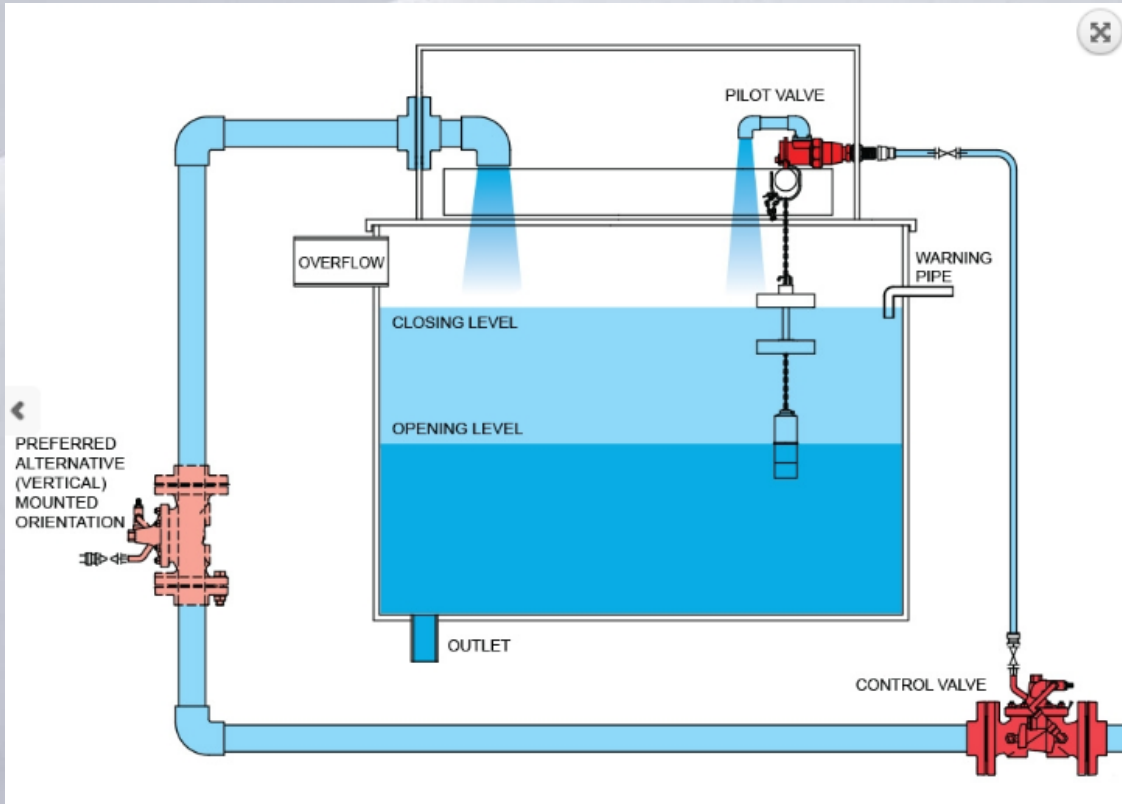 PILOT VALVE
OVERFLOW
WARNING
PIPE
CLOSING LEVEL
OPENING LEVEL
PREFERRED
ALTERNATIVE
(VERTICAL)
MOUNTED
ORIENTATION
OUTLET
CONTROL VALVE